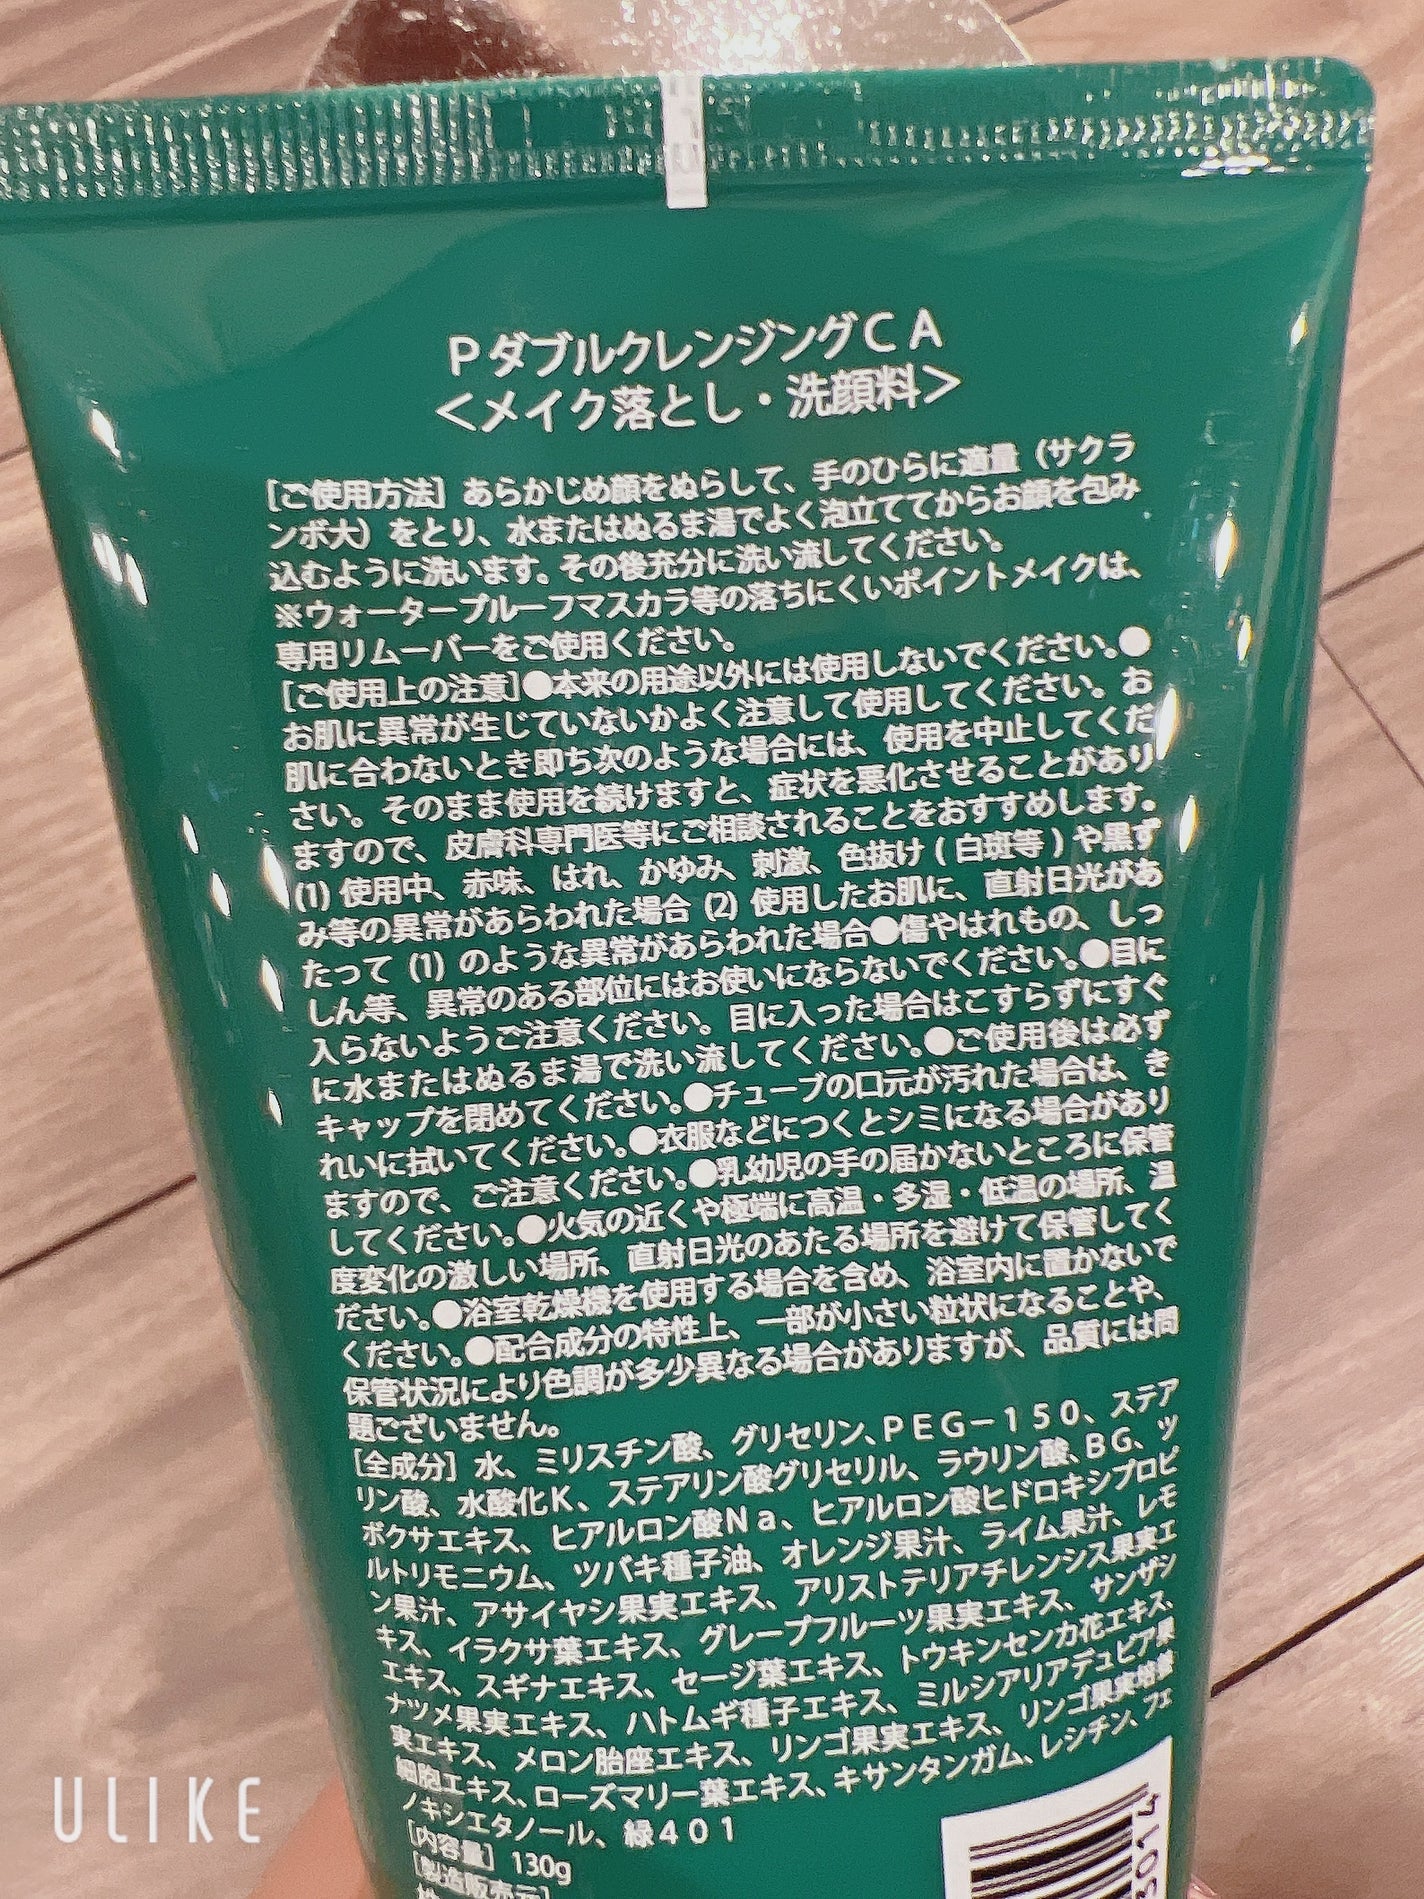 PダブルクレンジングCA
＜メイク落とし・洗顔料＞
［ご使用方法］あらかじめ顔をぬらして、手のひらに適量（サクラ
ンボ大）をとり、水またはぬるま湯でよく泡立ててからお顔を包み
込むように洗います。その後充分に洗い流してください。
※ウォータープルーフマスカラ等の落ちにくいポイントメイクは、
専用リムーバーをご使用ください。
［ご使用上の注意］●本来の用途以外には使用しないでください。●
お肌に異常が生じていないかよく注意して使用してください。お
肌に合わないとき即ち次のような場合には、使用を中止してくだ
さい。そのまま使用を続けますと、症状を悪化させることがあり
ますので、皮膚科専門医等にご相談されることをおすすめします。
(1) 使用中、赤味、はれ、かゆみ、刺激、色抜け ( 白斑等 ) や黒ず
み等の異常があらわれた場合 (2) 使用したお肌に、直射日光があ
たって (1) のような異常があらわれた場合●傷やはれもの、しっ
しん等、異常のある部位にはお使いにならないでください。●目に
入らないようご注意ください。目に入った場合はこすらずにすぐ
に水またはぬるま湯で洗い流してください。●ご使用後は必ず
キャップを閉めてください。●チューブの口元が汚れた場合は、き
れいに拭いてください。●衣服などにつくとシミになる場合があり
ますので、ご注意ください。●乳幼児の手の届かないところに保管
してください。●火気の近くや極端に高温・多湿・低温の場所、温
度変化の激しい場所、直射日光のあたる場所を避けて保管してく
ださい。●浴室乾燥機を使用する場合を含め、浴室内に置かないで
ください。●配合成分の特性上、一部が小さい粒状になることや、
保管状況により色調が多少異なる場合がありますが、品質には問
題ございません。
［全成分］水、ミリスチン酸、グリセリン、PEG－150、ステア
リン酸、水酸化K、ステアリン酸グリセリル、ラウリン酸、BG、ツ
ボクサエキス、ヒアルロン酸Na、ヒアルロン酸ヒドロキシプロピ
ルトリモニウム、ツバキ種子油、オレンジ果汁、ライム果汁、レモ
ン果汁、アサイヤシ果実エキス、アリストテリアチレンシス果実エ
キス、イラクサ葉エキス、グレープフルーツ果実エキス、サンザシ
エキス、スギナエキス、セージ葉エキス、トウキンセンカ花エキス、
ナツメ果実エキス、ハトムギ種子エキス、ミルシアリアデュビア果
実エキス、メロン胎座エキス、リンゴ果実エキス、リンゴ果実培養
細胞エキス、ローズマリー葉エキス、キサンタンガム、レシチン、フェ
ノキシエタノール、緑401
［内容量］130g
［製造販売元］
ULIKE